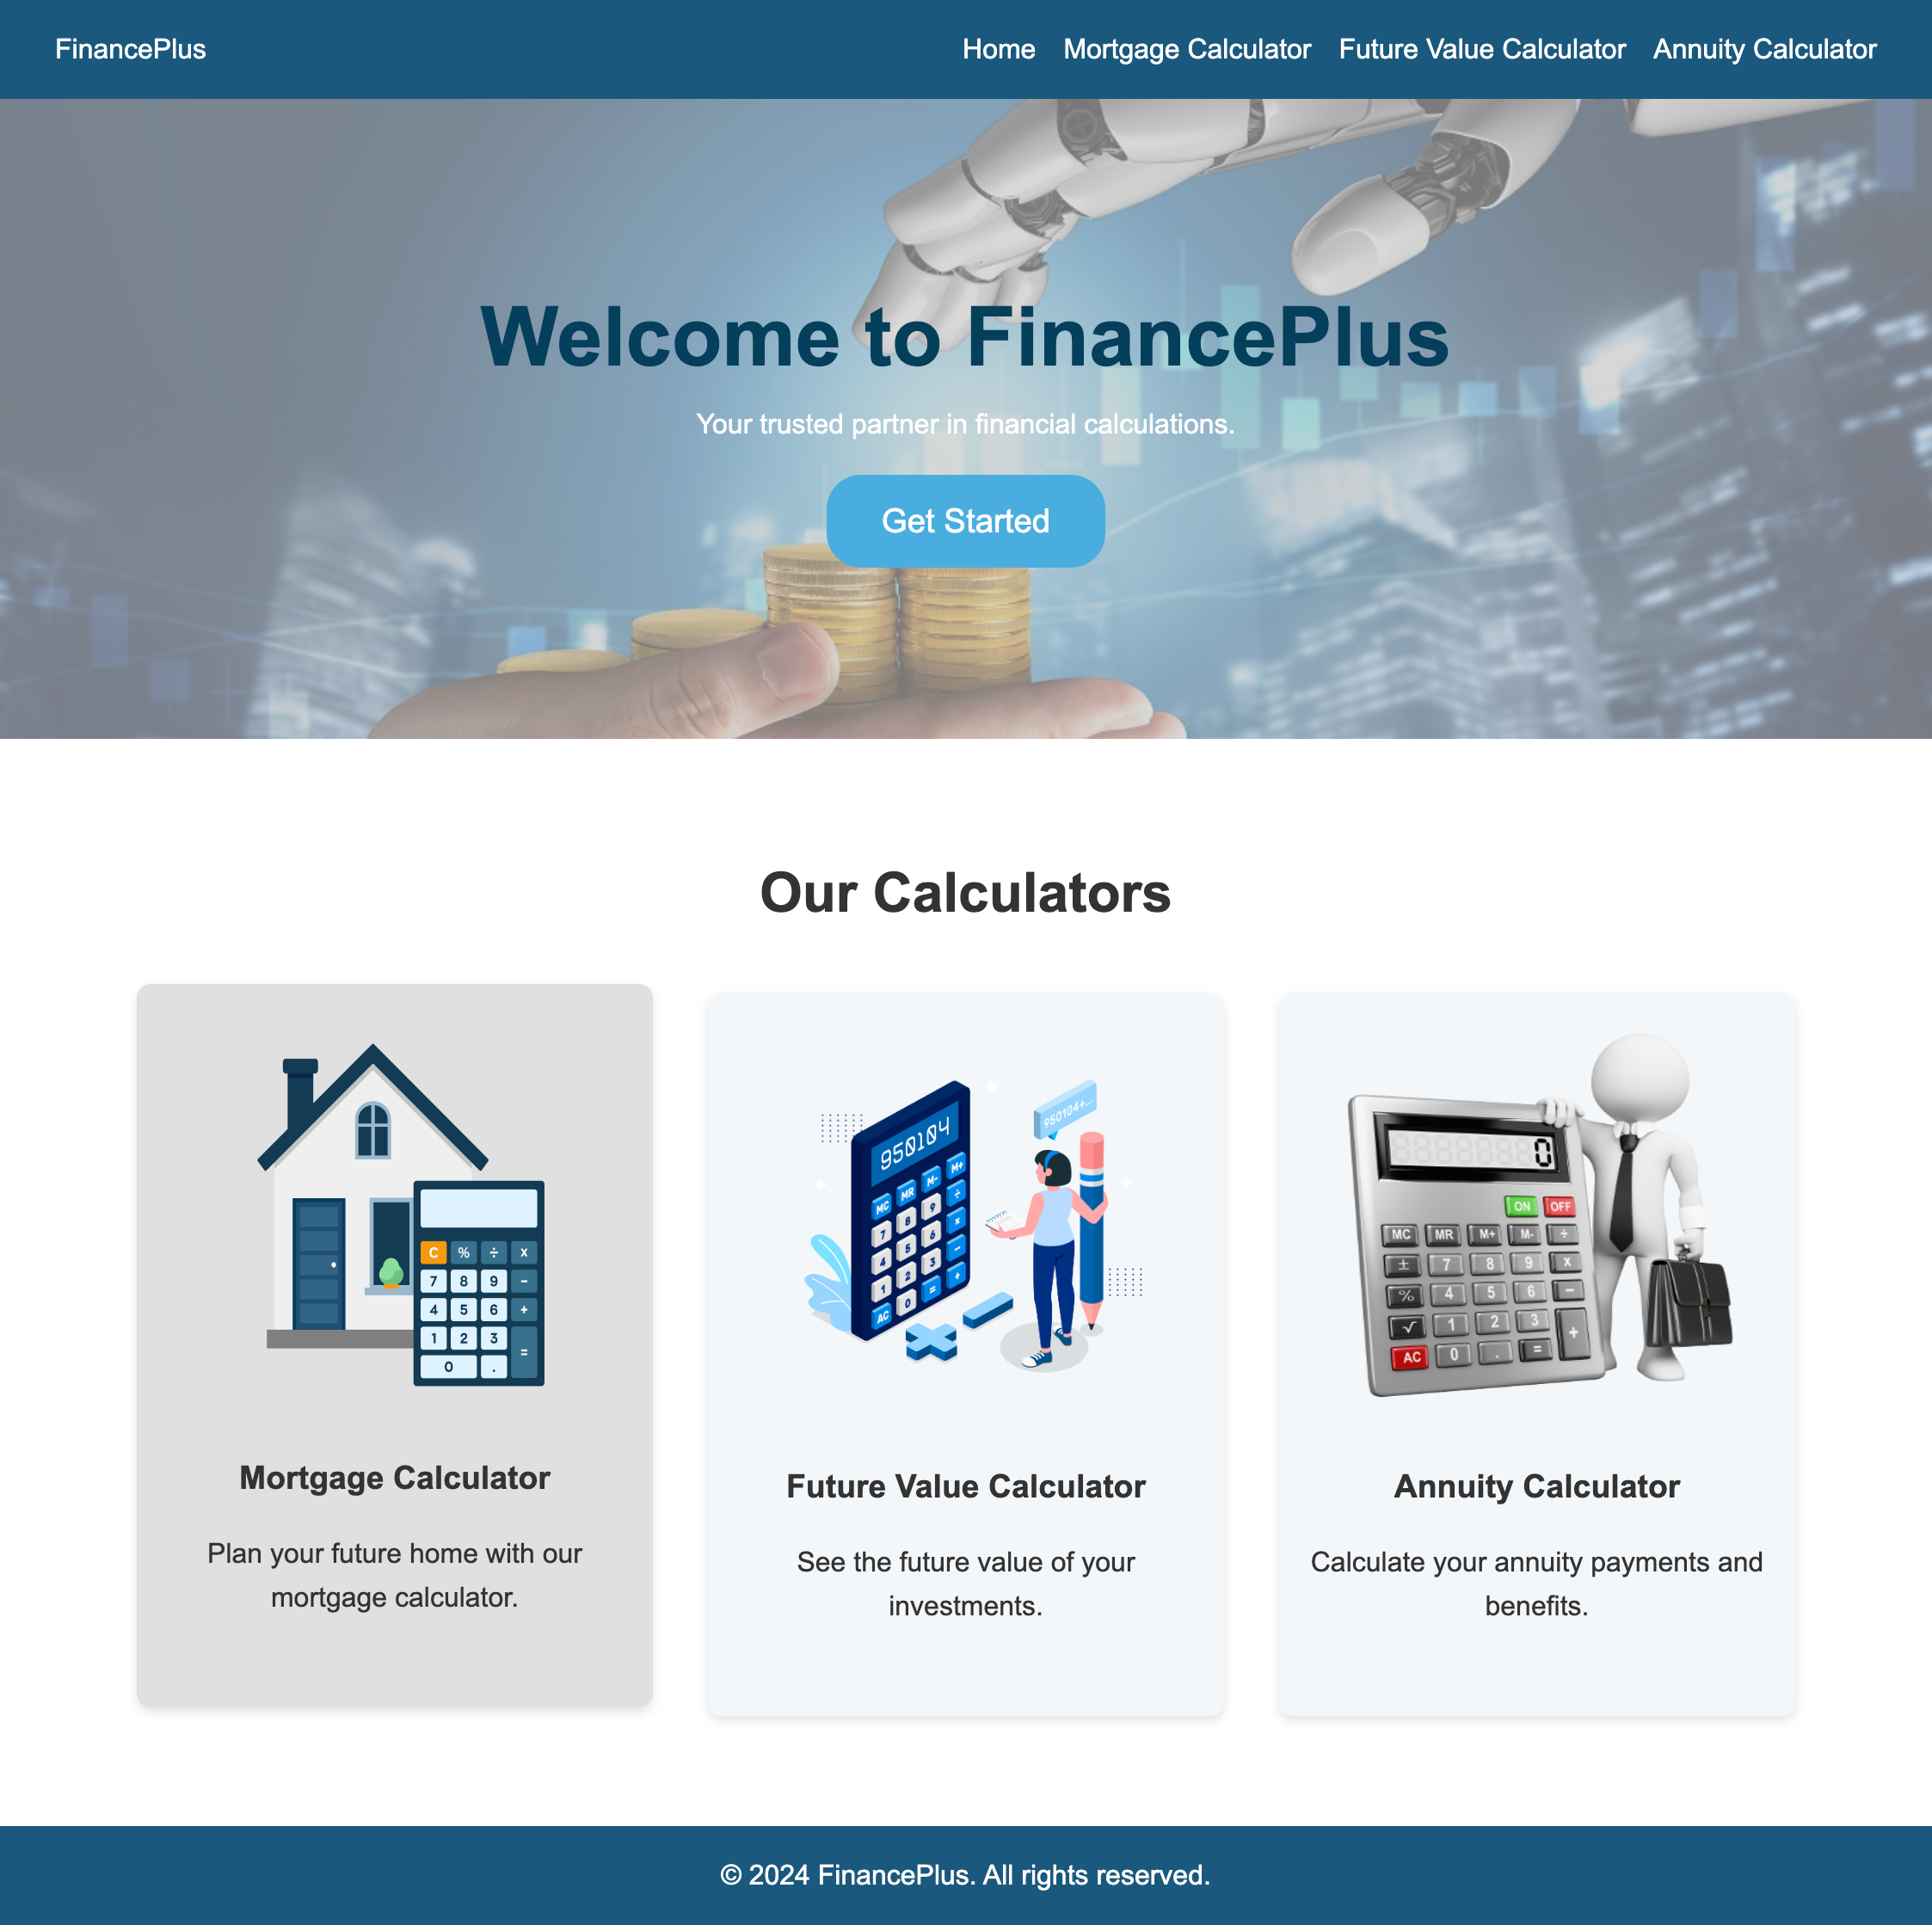 FinancePlus
Home Mortgage Calculator Future Value Calculator Annuity Calculator
Welcome to FinancePlus
Your trusted partner in financial calculations.
Get Started
Our Calculators
C % ÷ x
7 8 9 −
4 5 6 +
1 2 3
=
0 .
Mortgage Calculator
Plan your future home with our
mortgage calculator.
950104
950104+...
MC MR M- M+
7 8 9 ÷
4 5 6 x
1 2 3 −
AC 0 = +
Future Value Calculator
See the future value of your
investments.
0
ON OFF
MC MR M+ M- ÷
± 7 8 9 x
% 4 5 6 −
√ 1 2 3 +
AC 0 . =
Annuity Calculator
Calculate your annuity payments and
benefits.
© 2024 FinancePlus. All rights reserved.